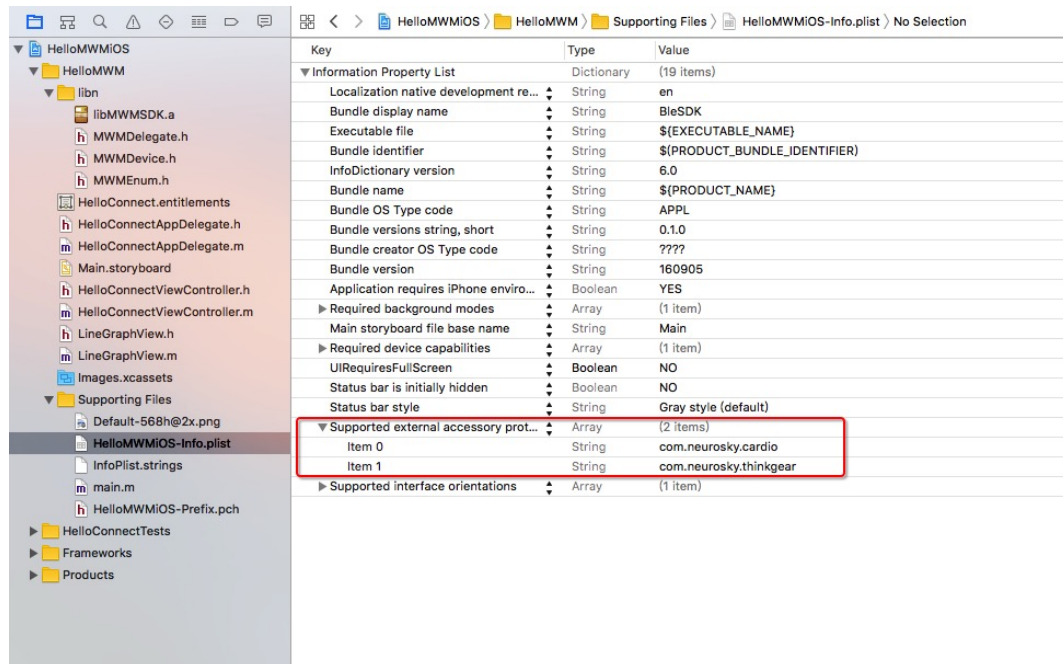 HelloMWMiOS 〉 HelloMWM 〉 Supporting Files 〉 HelloMWMiOS-Info.plist 〉 No Selection
HelloMWMiOS
HelloMWM
libn
libMWMSDK.a
MWMDelegate.h
MWMDevice.h
MWMEnum.h
HelloConnect.entitlements
HelloConnectAppDelegate.h
HelloConnectAppDelegate.m
Main.storyboard
HelloConnectViewController.h
HelloConnectViewController.m
LineGraphView.h
LineGraphView.m
Images.xcassets
Supporting Files
Default-568h@2x.png
HelloMWMiOS-Info.plist
InfoPlist.strings
main.m
HelloMWMiOS-Prefix.pch
HelloConnectTests
Frameworks
Products
Key Type Value
Information Property List Dictionary (19 items)
Localization native development re... String en
Bundle display name String BleSDK
Executable file String ${EXECUTABLE_NAME}
Bundle identifier String $(PRODUCT_BUNDLE_IDENTIFIER)
InfoDictionary version String 6.0
Bundle name String ${PRODUCT_NAME}
Bundle OS Type code String APPL
Bundle versions string, short String 0.1.0
Bundle creator OS Type code String ????
Bundle version String 160905
Application requires iPhone enviro... Boolean YES
Required background modes Array (1 item)
Main storyboard file base name String Main
Required device capabilities Array (1 item)
UIRequiresFullScreen Boolean NO
Status bar is initially hidden Boolean NO
Status bar style String Gray style (default)
Supported external accessory prot... Array (2 items)
Item 0 String com.neurosky.cardio
Item 1 String com.neurosky.thinkgear
Supported interface orientations Array (1 item)